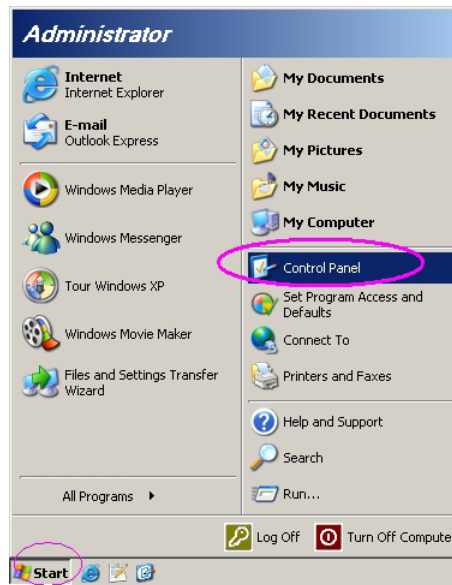 Administrator
Internet
Internet Explorer
E-mail
Outlook Express
Windows Media Player
Windows Messenger
Tour Windows XP
Windows Movie Maker
Files and Settings Transfer
Wizard
All Programs
My Documents
My Recent Documents
My Pictures
My Music
My Computer
Control Panel
Set Program Access and
Defaults
Connect To
Printers and Faxes
Help and Support
Search
Run...
Log Off
Turn Off Compute
Start